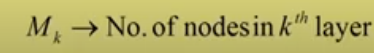 M_k → No. of nodes in k^th layer